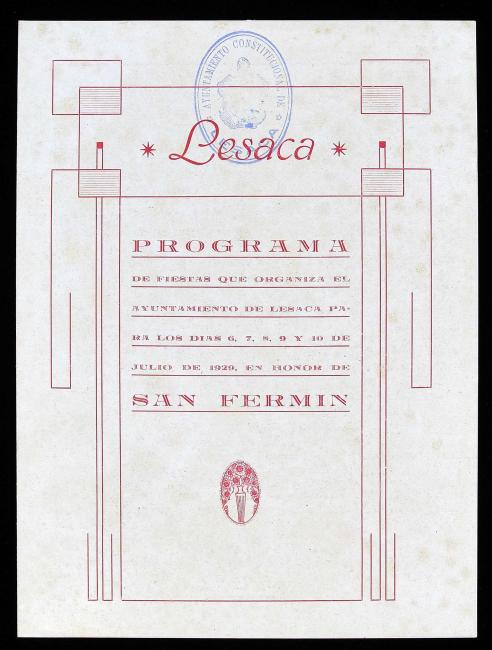 AYUNTAMIENTO CONSTITUCIONAL DE
LESACA
* Lesaca *
PROGRAMA
DE FIESTAS QUE ORGANIZA EL
AYUNTAMIENTO DE LESACA PA-
RA LOS DIAS 6, 7, 8, 9 Y 10 DE
JULIO DE 1929, EN HONOR DE
SAN FERMIN